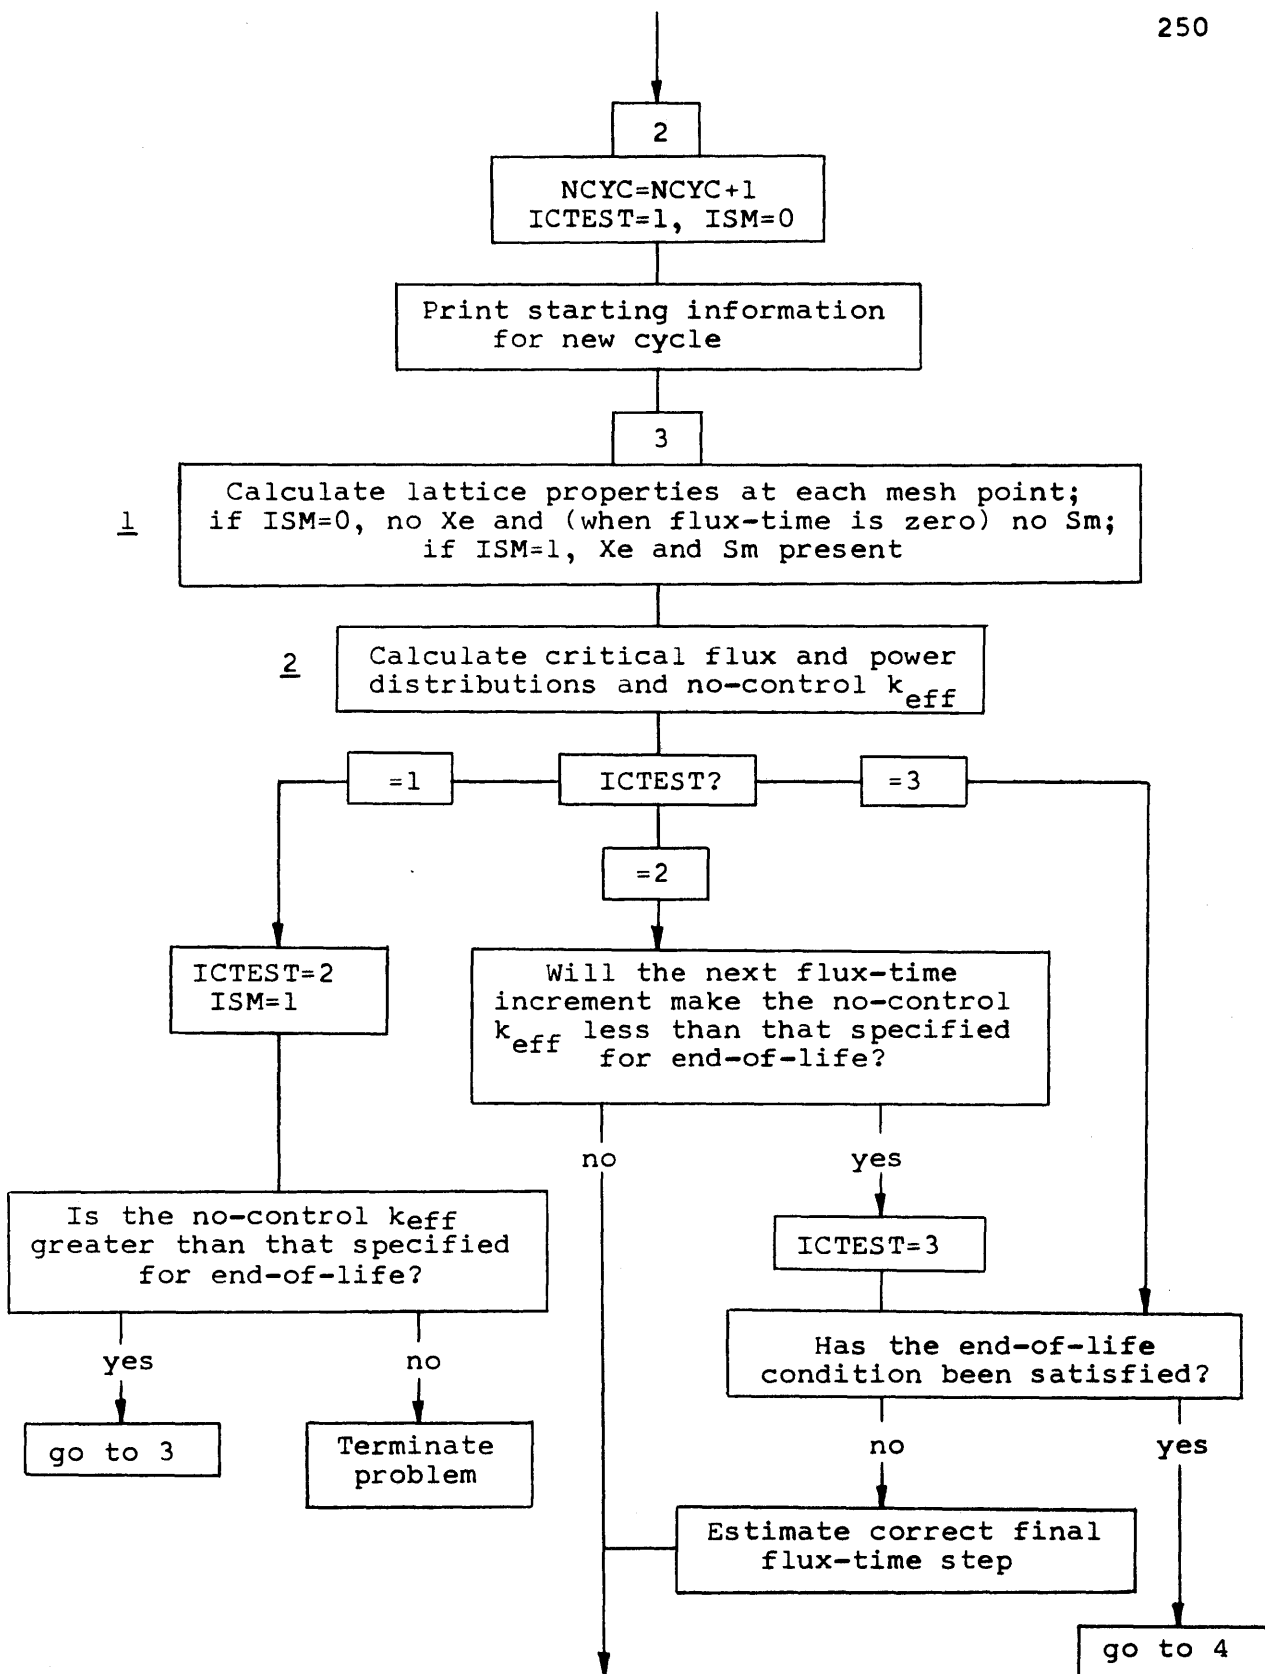 250
2
NCYC=NCYC+1
ICTEST=1, ISM=0
Print starting information
for new cycle
3
1
Calculate lattice properties at each mesh point;
if ISM=0, no Xe and (when flux-time is zero) no Sm;
if ISM=1, Xe and Sm present
2
Calculate critical flux and power
distributions and no-control keff
=1
ICTEST?
=3
=2
ICTEST=2
ISM=1
Will the next flux-time
increment make the no-control
keff less than that specified
for end-of-life?
no
yes
Is the no-control keff
greater than that specified
for end-of-life?
ICTEST=3
yes
no
Has the end-of-life
condition been satisfied?
go to 3
Terminate
problem
no
yes
Estimate correct final
flux-time step
go to 4